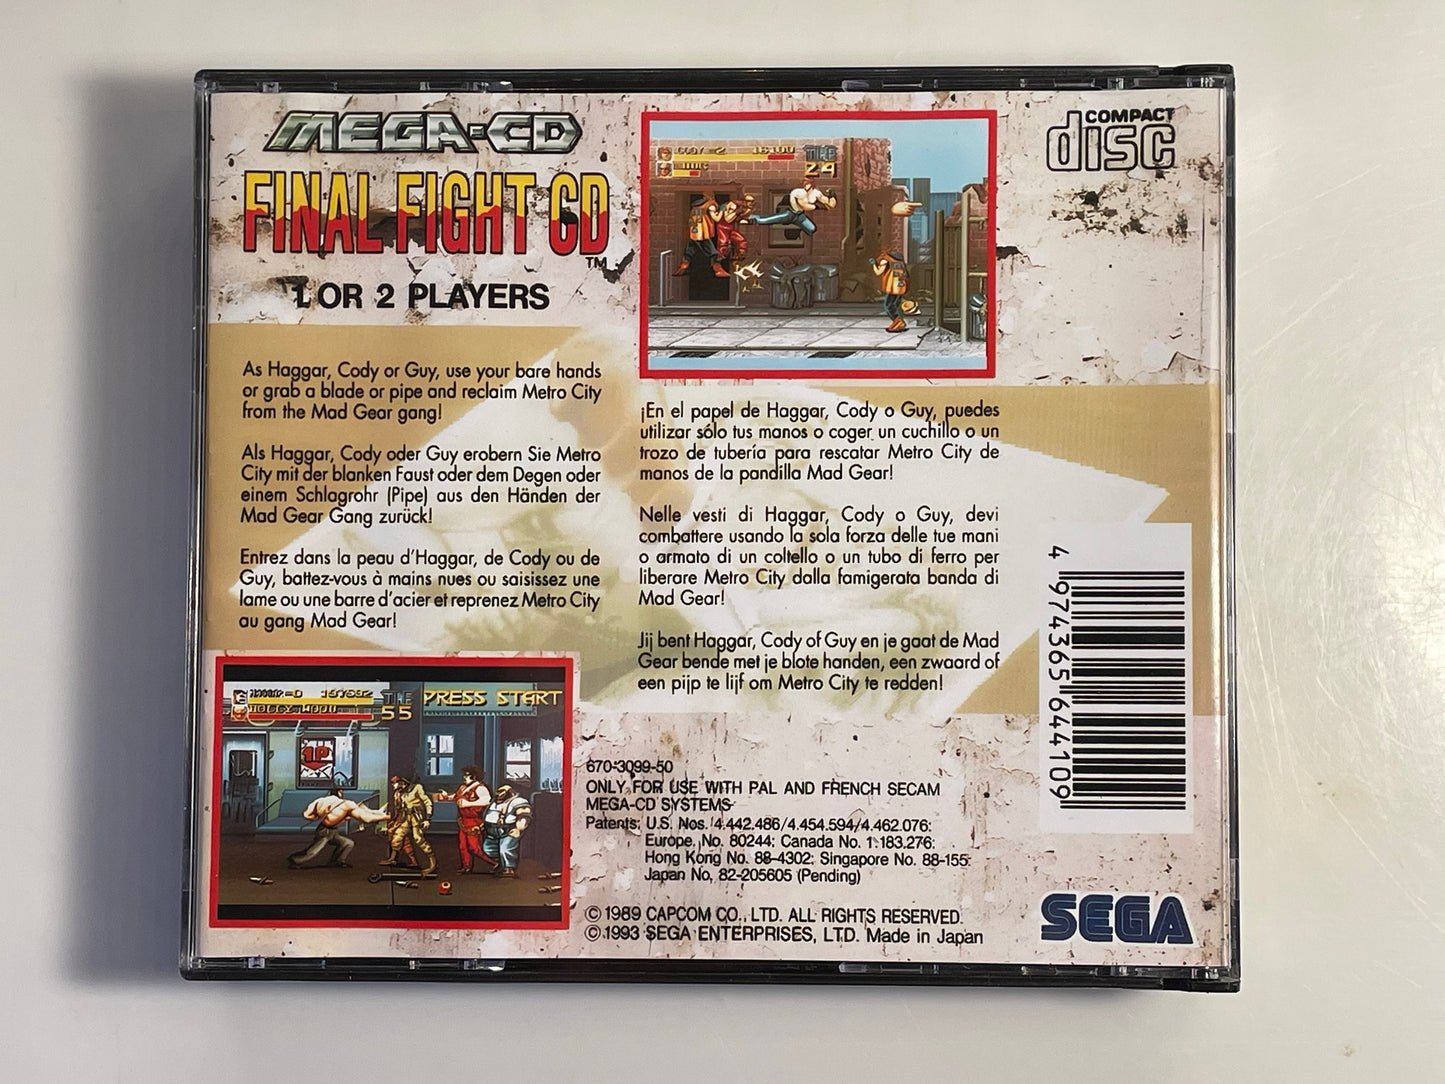 MEGA-CD
FINAL FIGHT CD
TM
1 OR 2 PLAYERS
As Haggar, Cody or Guy, use your bare hands
or grab a blade or pipe and reclaim Metro City
from the Mad Gear gang!
Als Haggar, Cody oder Guy erobern Sie Metro
City mit der blanken Faust oder dem Degen oder
einem Schlagrohr (Pipe) aus den Händen der
Mad Gear Gang zurück!
Entrez dans la peau d'Haggar, de Cody ou de
Guy, battez-vous à mains nues ou saisissez une
lame ou une barre d'acier et reprenez Metro City
au gang Mad Gear!
PRESS START
55
1P
24
COMPACT
disc
¡En el papel de Haggar, Cody o Guy, puedes
utilizar sólo tus manos o coger un cuchillo o un
trozo de tubería para rescatar Metro City de
manos de la pandilla Mad Gear!
Nelle vesti di Haggar, Cody o Guy, devi
combattere usando la sola forza delle tue mani
o armato di un coltello o un tubo di ferro per
liberare Metro City dalla famigerata banda di
Mad Gear!
Jij bent Haggar, Cody of Guy en je gaat de Mad
Gear bende met je blote handen, een zwaard of
een pijp te lijf om Metro City te redden!
4 974365 644109
670-3099-50
ONLY FOR USE WITH PAL AND FRENCH SECAM
MEGA-CD SYSTEMS
Patents: U.S. Nos. 4.442.486/4.454.594/4.462.076:
Europe. No. 80244: Canada No. 1.183.276:
Hong Kong No. 88-4302: Singapore No. 88-155:
Japan No, 82-205605 (Pending)
© 1989 CAPCOM CO., LTD. ALL RIGHTS RESERVED.
© 1993 SEGA ENTERPRISES, LTD. Made in Japan
SEGA